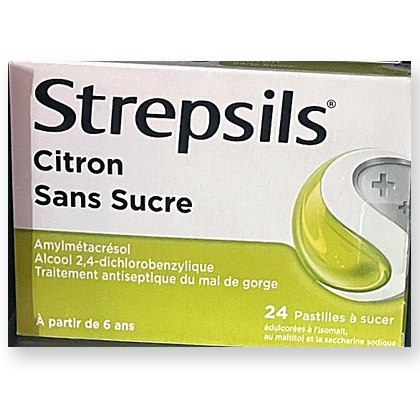 Strepsils®
Citron
Sans Sucre
Amylmétacrésol
Alcool 2,4-dichlorobenzylique
Traitement antiseptique du mal de gorge
24 Pastilles à sucer
édulcorées à l'isomalt,
au maltitol et la saccharine sodique
À partir de 6 ans